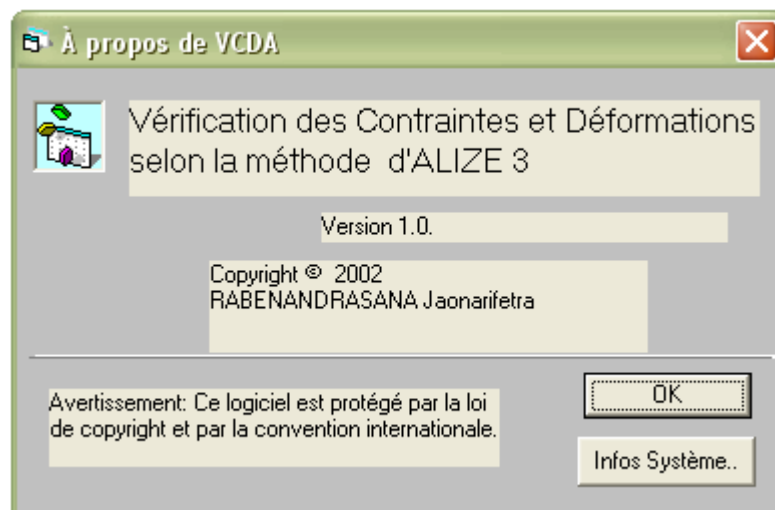 À propos de VCDA
Vérification des Contraintes et Déformations
selon la méthode d'ALIZE 3
Version 1.0.
Copyright © 2002
RABENANDRASANA Jaonarifetra
Avertissement: Ce logiciel est protégé par la loi
de copyright et par la convention internationale.
OK
Infos Système..